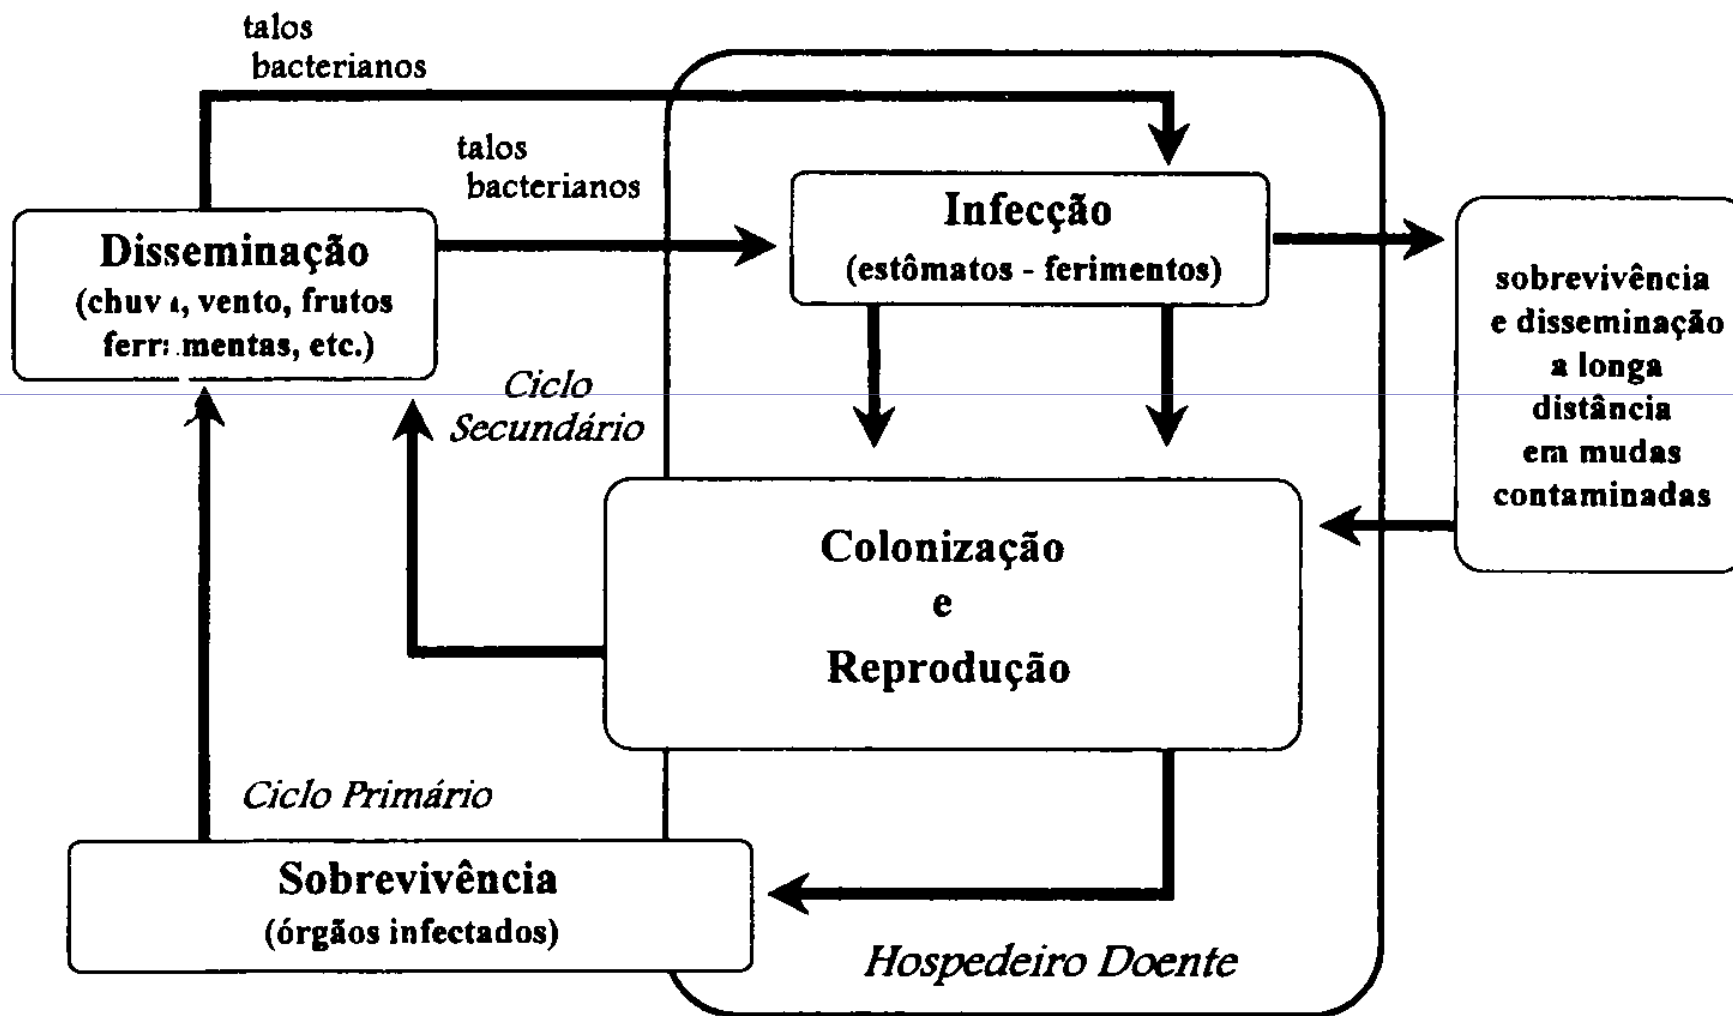 talos
bacterianos
talos
bacterianos
Disseminação
(chuva, vento, frutos
ferramentas, etc.)
Infecção
(estômatos - ferimentos)
sobrevivência
e disseminação
a longa
distância
em mudas
contaminadas
Ciclo
Secundário
Colonização
e
Reprodução
Ciclo Primário
Sobrevivência
(órgãos infectados)
Hospedeiro Doente